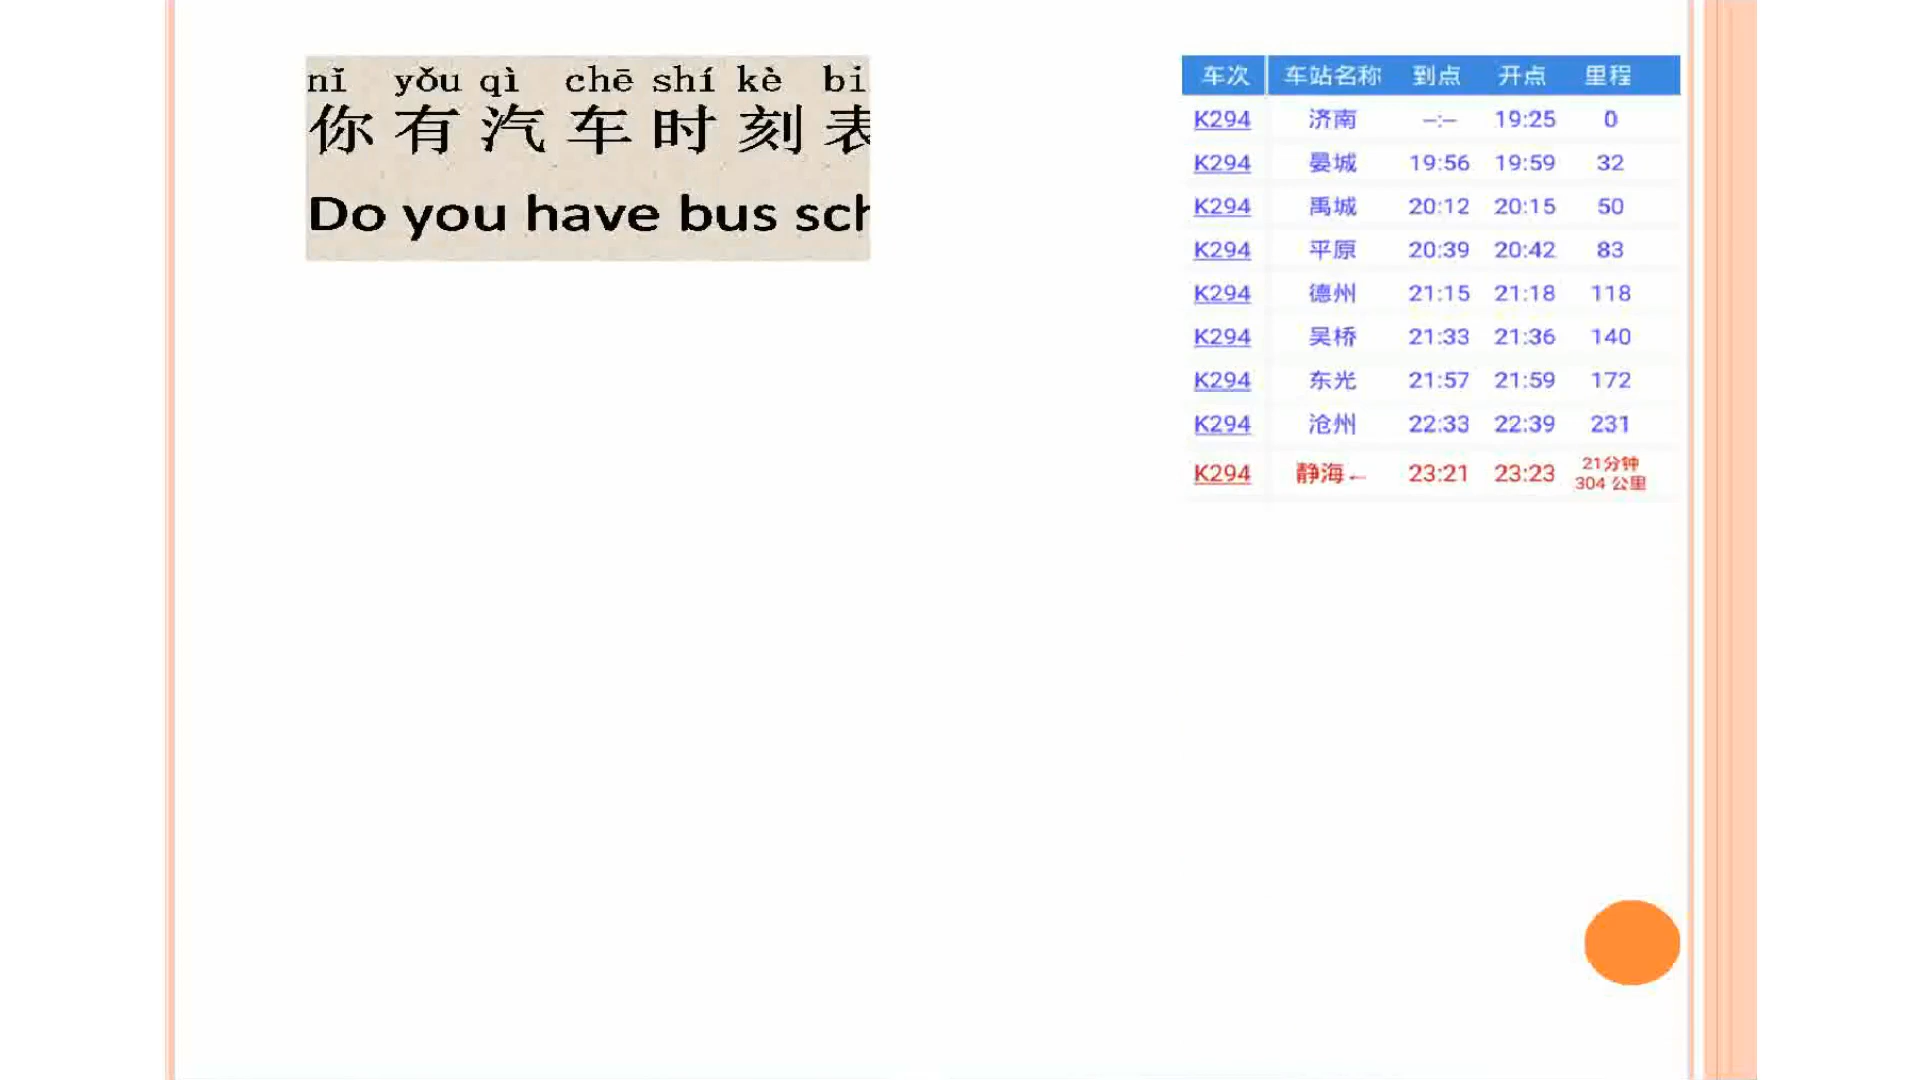 nǐ yǒu qì chē shí kè bi
你有汽车时刻表
Do you have bus sch
车次 车站名称 到点 开点 里程
K294 济南 --:-- 19:25 0
K294 晏城 19:56 19:59 32
K294 禹城 20:12 20:15 50
K294 平原 20:39 20:42 83
K294 德州 21:15 21:18 118
K294 吴桥 21:33 21:36 140
K294 东光 21:57 21:59 172
K294 沧州 22:33 22:39 231
K294 静海← 23:21 23:23 21分钟
304 公里